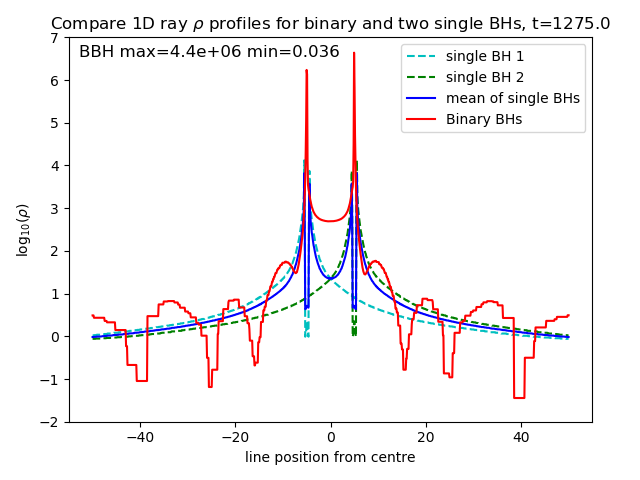 Compare 1D ray ρ profiles for binary and two single BHs, t=1275.0
BBH max=4.4e+06 min=0.036
single BH 1
single BH 2
mean of single BHs
Binary BHs
log₁₀(ρ)
7
6
5
4
3
2
1
0
−1
−2
−40 −20 0 20 40
line position from centre